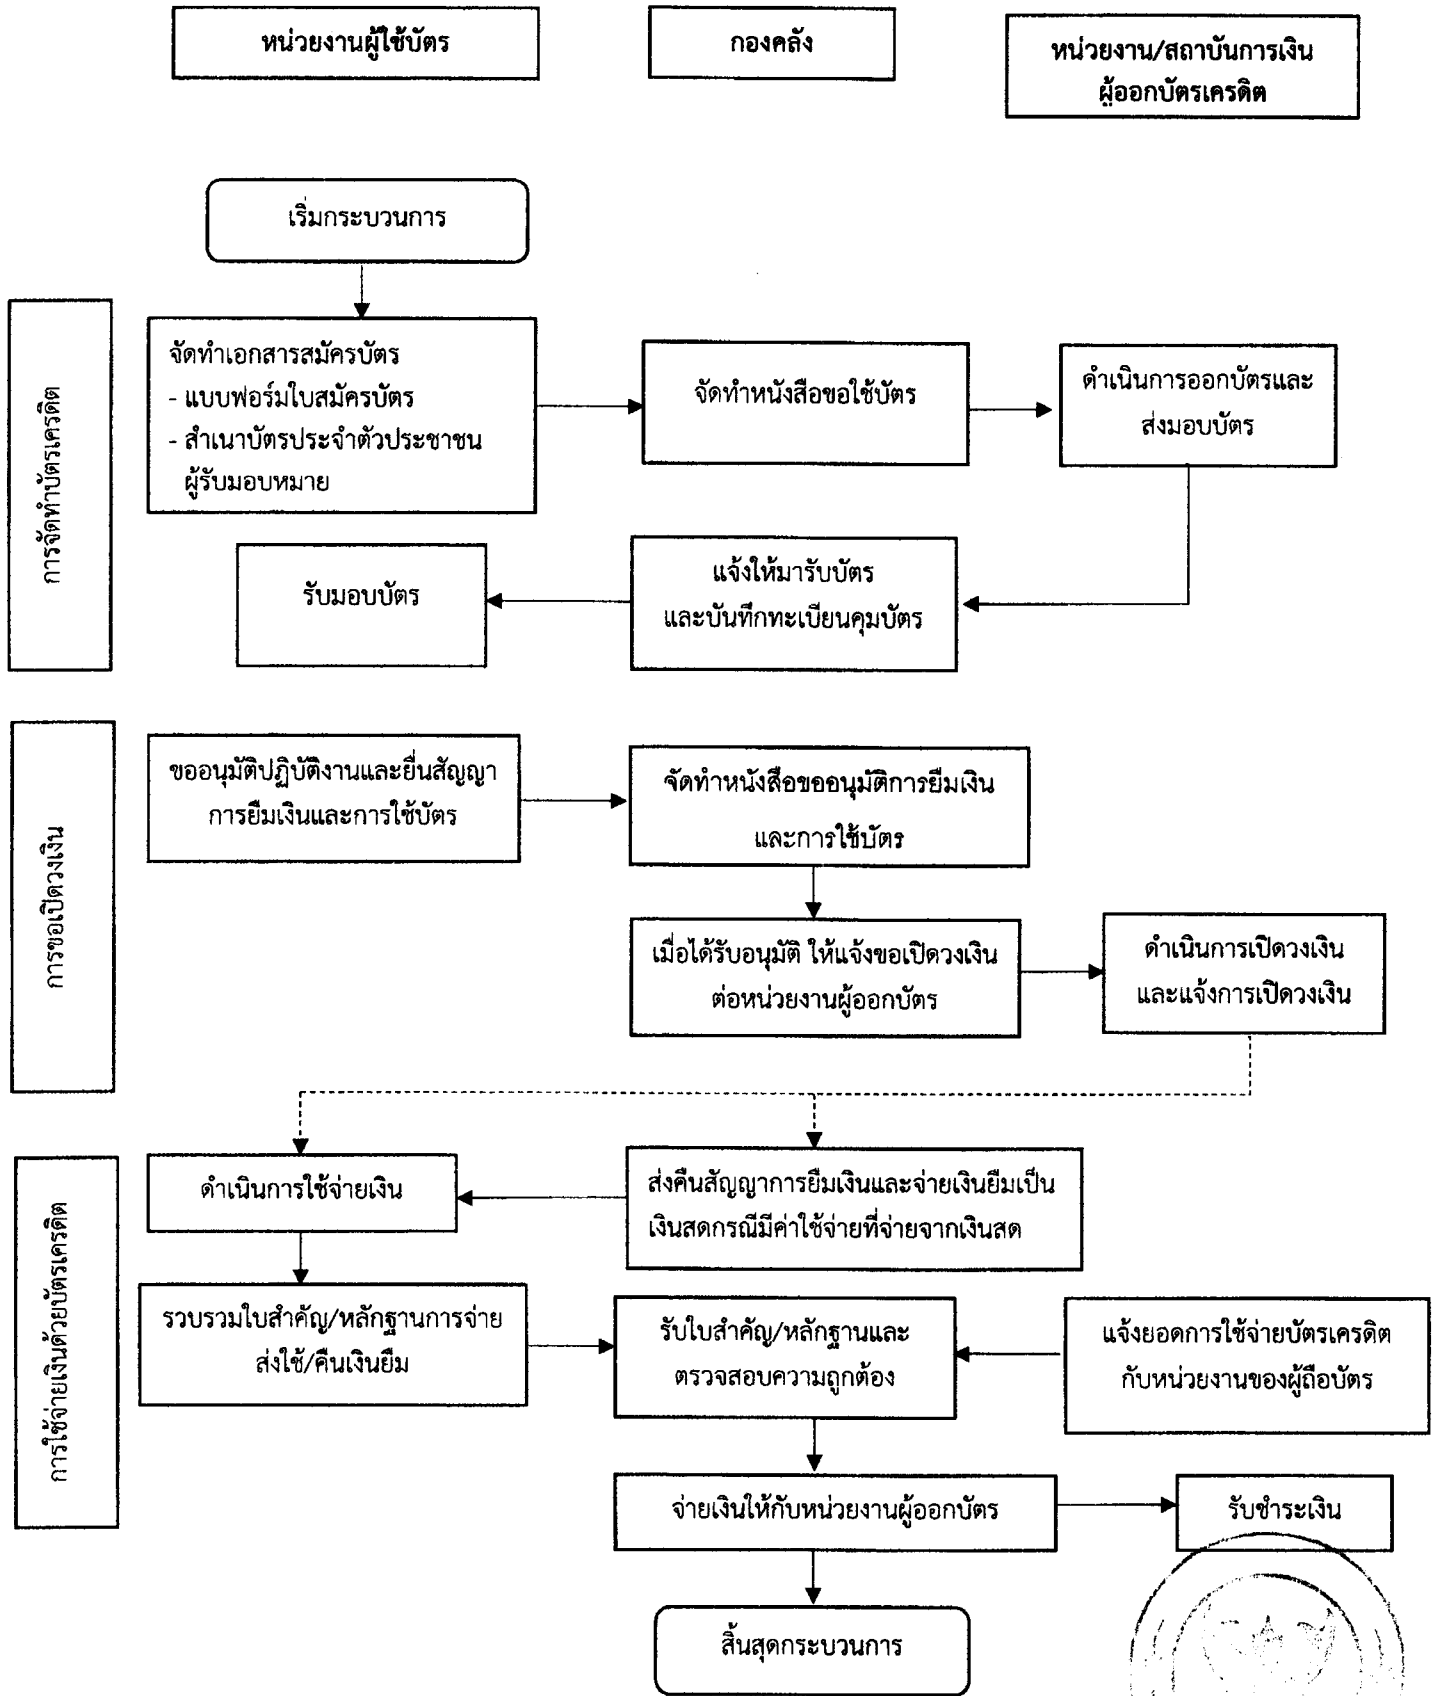 หน่วยงานผู้ใช้บัตร
กองคลัง
หน่วยงาน/สถาบันการเงิน
ผู้ออกบัตรเครดิต
เริ่มกระบวนการ
การจัดทำบัตรเครดิต
จัดทำเอกสารสมัครบัตร
- แบบฟอร์มใบสมัครบัตร
- สำเนาบัตรประจำตัวประชาชน
ผู้รับมอบหมาย
จัดทำหนังสือขอใช้บัตร
ดำเนินการออกบัตรและ
ส่งมอบบัตร
แจ้งให้มารับบัตร
และบันทึกทะเบียนคุมบัตร
รับมอบบัตร
การขอเปิดวงเงิน
ขออนุมัติปฏิบัติงานและยื่นสัญญา
การยืมเงินและการใช้บัตร
จัดทำหนังสือขออนุมัติการยืมเงิน
และการใช้บัตร
เมื่อได้รับอนุมัติ ให้แจ้งขอเปิดวงเงิน
ต่อหน่วยงานผู้ออกบัตร
ดำเนินการเปิดวงเงิน
และแจ้งการเปิดวงเงิน
การใช้จ่ายเงินด้วยบัตรเครดิต
ดำเนินการใช้จ่ายเงิน
ส่งคืนสัญญาการยืมเงินและจ่ายเงินยืมเป็น
เงินสดกรณีมีค่าใช้จ่ายที่จ่ายจากเงินสด
รวบรวมใบสำคัญ/หลักฐานการจ่าย
ส่งใช้/คืนเงินยืม
รับใบสำคัญ/หลักฐานและ
ตรวจสอบความถูกต้อง
แจ้งยอดการใช้จ่ายบัตรเครดิต
กับหน่วยงานของผู้ถือบัตร
จ่ายเงินให้กับหน่วยงานผู้ออกบัตร
รับชำระเงิน
สิ้นสุดกระบวนการ